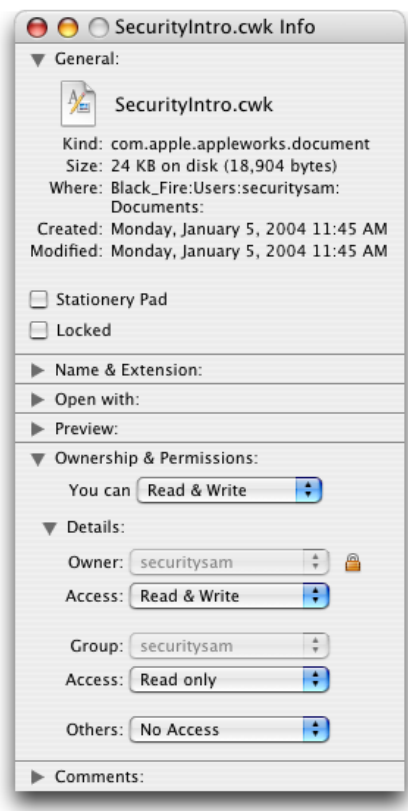 SecurityIntro.cwk Info
General:
SecurityIntro.cwk
Kind: com.apple.appleworks.document
Size: 24 KB on disk (18,904 bytes)
Where: Black_Fire:Users:securitysam:
Documents:
Created: Monday, January 5, 2004 11:45 AM
Modified: Monday, January 5, 2004 11:45 AM
Stationery Pad
Locked
Name & Extension:
Open with:
Preview:
Ownership & Permissions:
You can Read & Write
Details:
Owner: securitysam
Access: Read & Write
Group: securitysam
Access: Read only
Others: No Access
Comments: